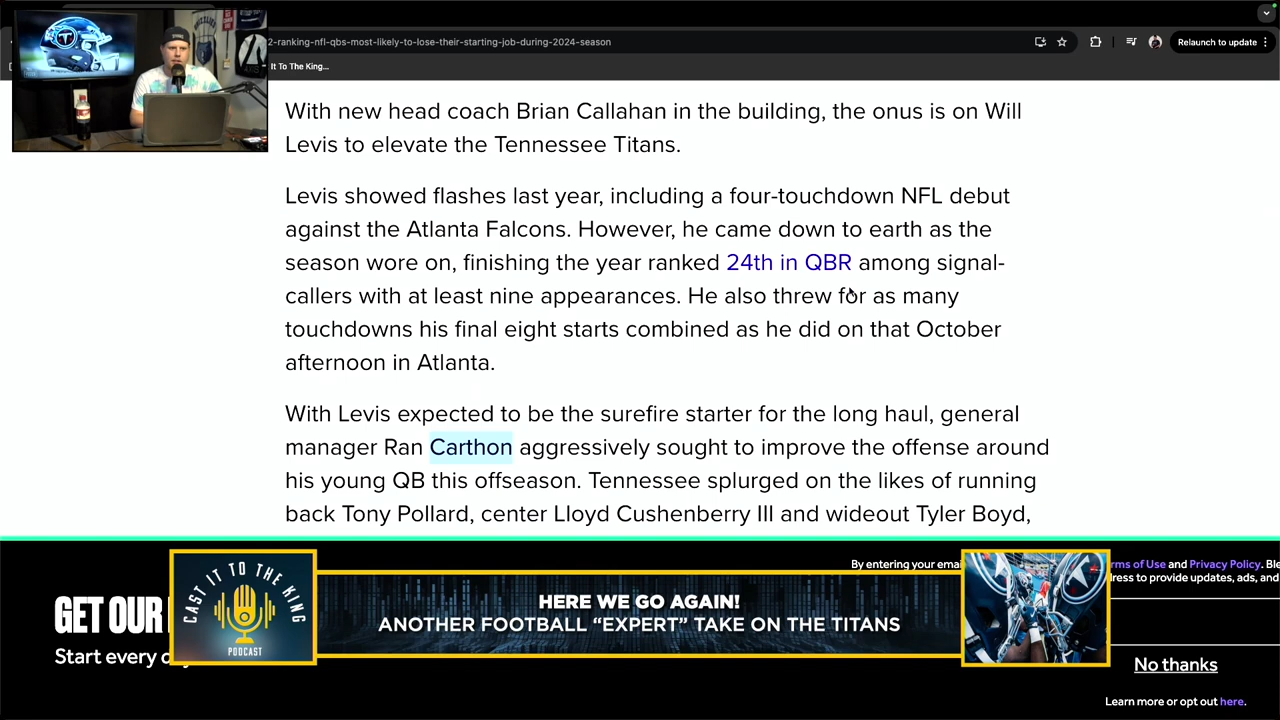 2-ranking-nfl-qbs-most-likely-to-lose-their-starting-job-during-2024-season
Relaunch to update
It To The King...
With new head coach Brian Callahan in the building, the onus is on Will
Levis to elevate the Tennessee Titans.
Levis showed flashes last year, including a four-touchdown NFL debut
against the Atlanta Falcons. However, he came down to earth as the
season wore on, finishing the year ranked 24th in QBR among signal-
callers with at least nine appearances. He also threw for as many
touchdowns his final eight starts combined as he did on that October
afternoon in Atlanta.
With Levis expected to be the surefire starter for the long haul, general
manager Ran Carthon aggressively sought to improve the offense around
his young QB this offseason. Tennessee splurged on the likes of running
back Tony Pollard, center Lloyd Cushenberry III and wideout Tyler Boyd,
By entering your emai
rms of Use and Privacy Policy. Ble
dress to provide updates, ads, and
GET OUR
Start every d
CAST IT TO THE KING
PODCAST
HERE WE GO AGAIN!
ANOTHER FOOTBALL “EXPERT” TAKE ON THE TITANS
No thanks
Learn more or opt out here.